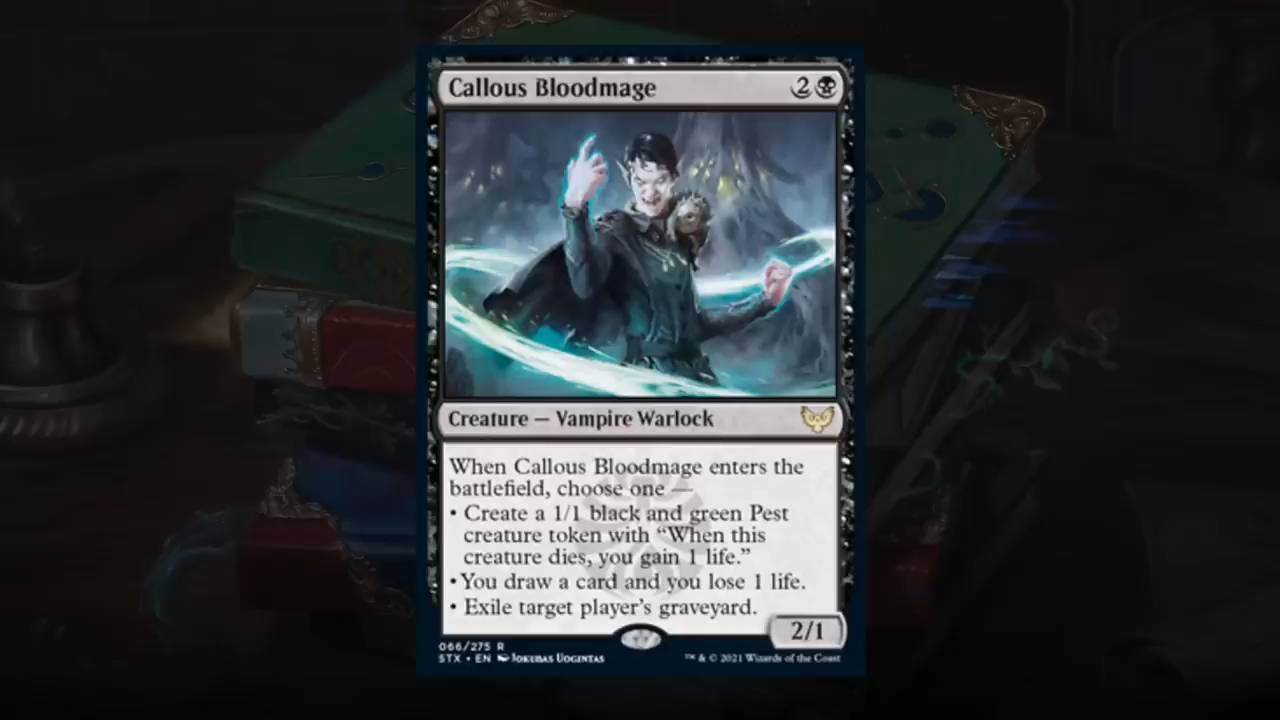 Callous Bloodmage 2
Creature — Vampire Warlock
When Callous Bloodmage enters the
battlefield, choose one —
• Create a 1/1 black and green Pest
creature token with “When this
creature dies, you gain 1 life.”
• You draw a card and you lose 1 life.
• Exile target player’s graveyard.
2/1
066/275 R
STX • EN Jokubas Uogintas
™ & © 2021 Wizards of the Coast